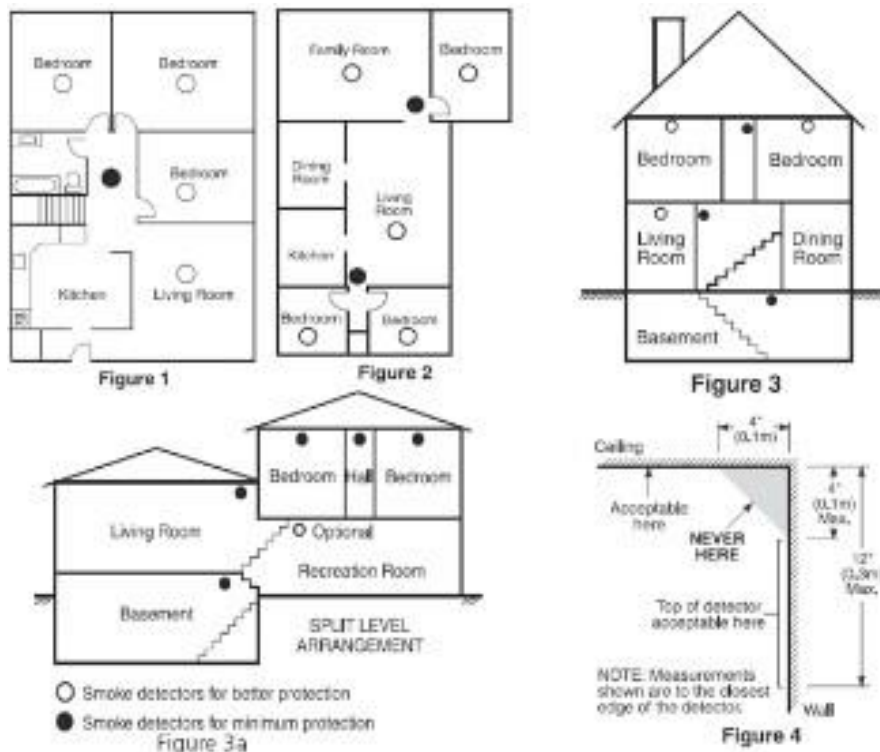 Bedroom
Bedroom
Bedroom
Kitchen
Living Room
Figure 1
Family Room
Bedroom
Dining
Room
Living
Room
Kitchen
Bedroom
Bedroom
Figure 2
Bedroom
Bedroom
Living
Room
Dining
Room
Basement
Figure 3
Bedroom
Hall
Bedroom
Living Room
Optional
Recreation Room
Basement
SPLIT LEVEL
ARRANGEMENT
Smoke detectors for better protection
Smoke detectors for minimum protection
Figure 3a
4"
(0.1m)
Ceiling
Acceptable
here
NEVER
HERE
4"
(0.1m)
Max.
12"
(0.3m)
Max.
Top of detector
acceptable here
NOTE: Measurements
shown are to the closest
edge of the detector.
Wall
Figure 4